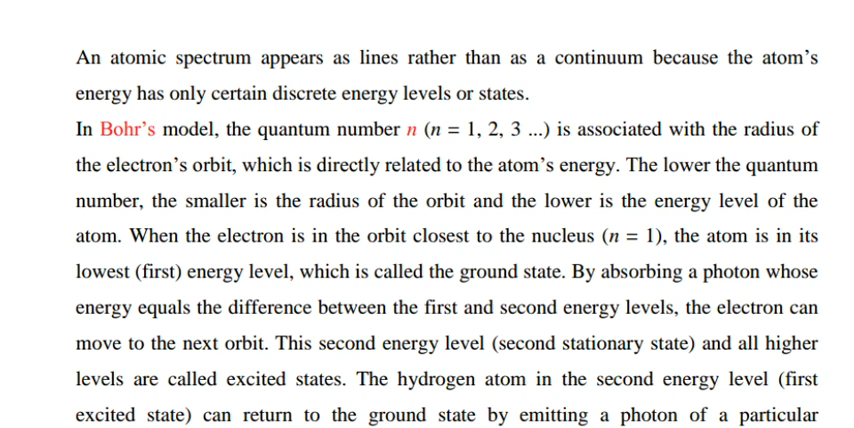 An atomic spectrum appears as lines rather than as a continuum because the atom’s
energy has only certain discrete energy levels or states.
In Bohr’s model, the quantum number n (n = 1, 2, 3 ...) is associated with the radius of
the electron’s orbit, which is directly related to the atom’s energy. The lower the quantum
number, the smaller is the radius of the orbit and the lower is the energy level of the
atom. When the electron is in the orbit closest to the nucleus (n = 1), the atom is in its
lowest (first) energy level, which is called the ground state. By absorbing a photon whose
energy equals the difference between the first and second energy levels, the electron can
move to the next orbit. This second energy level (second stationary state) and all higher
levels are called excited states. The hydrogen atom in the second energy level (first
excited state) can return to the ground state by emitting a photon of a particular